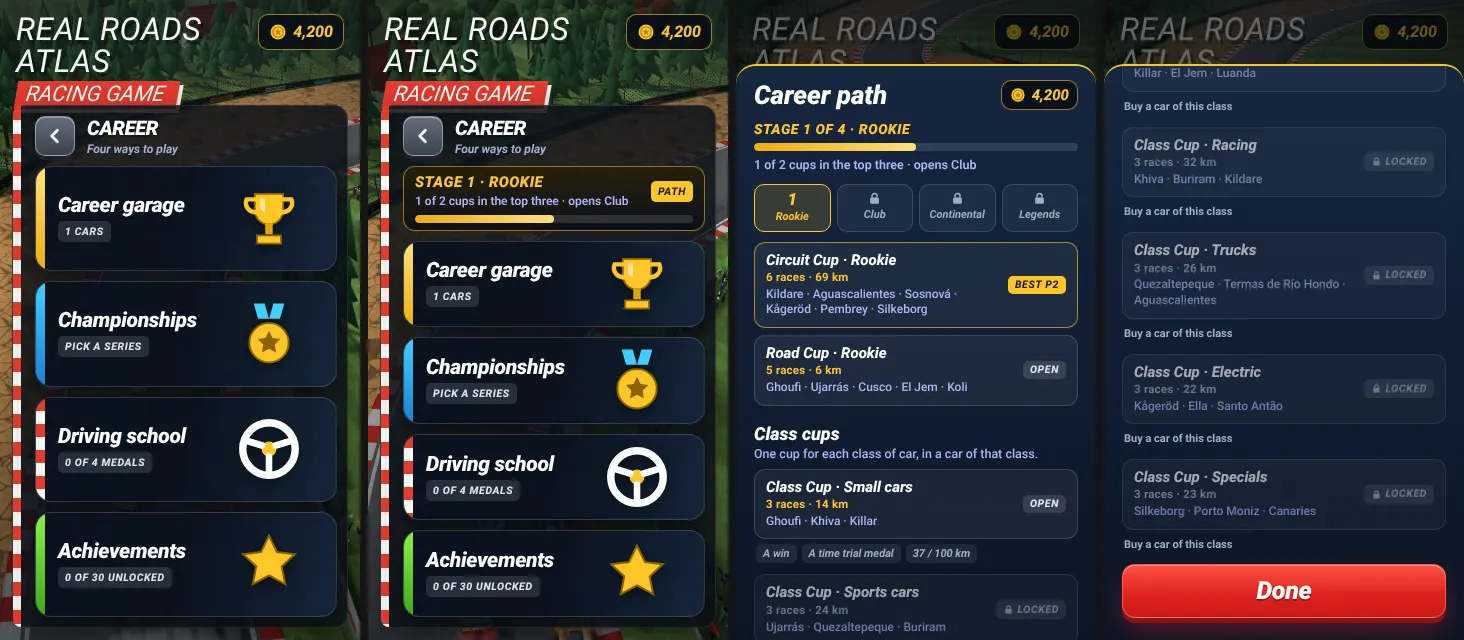 REAL ROADS
ATLAS
RACING GAME
4,200
CAREER
Four ways to play
Career garage
1 CARS
Championships
PICK A SERIES
Driving school
0 OF 4 MEDALS
Achievements
0 OF 30 UNLOCKED
REAL ROADS
ATLAS
RACING GAME
4,200
CAREER
Four ways to play
STAGE 1 · ROOKIE
1 of 2 cups in the top three · opens Club
PATH
Career garage
1 CARS
Championships
PICK A SERIES
Driving school
0 OF 4 MEDALS
Achievements
0 OF 30 UNLOCKED
REAL ROADS
ATLAS
4,200
Career path
4,200
STAGE 1 OF 4 · ROOKIE
1 of 2 cups in the top three · opens Club
1
Rookie
Club
Continental
Legends
Circuit Cup · Rookie
6 races · 69 km
Kildare · Aguascalientes · Sosnová ·
Kågeröd · Pembrey · Silkeborg
BEST P2
Road Cup · Rookie
5 races · 6 km
Ghoufi · Ujarrás · Cusco · El Jem · Koli
OPEN
Class cups
One cup for each class of car, in a car of that class.
Class Cup · Small cars
3 races · 14 km
Ghoufi · Khiva · Killar
OPEN
A win
A time trial medal
37 / 100 km
Class Cup · Sports cars
3 races · 24 km
Ujarrás · Quezaltepeque · Buriram
LOCKED
REAL ROADS
ATLAS
4,200
Killar · El Jem · Luanda
Buy a car of this class
Class Cup · Racing
3 races · 32 km
Khiva · Buriram · Kildare
LOCKED
Buy a car of this class
Class Cup · Trucks
3 races · 26 km
Quezaltepeque · Termas de Río Hondo ·
Aguascalientes
LOCKED
Buy a car of this class
Class Cup · Electric
3 races · 22 km
Kågeröd · Ella · Santo Antão
LOCKED
Buy a car of this class
Class Cup · Specials
3 races · 23 km
Silkeborg · Porto Moniz · Canaries
LOCKED
Buy a car of this class
Done